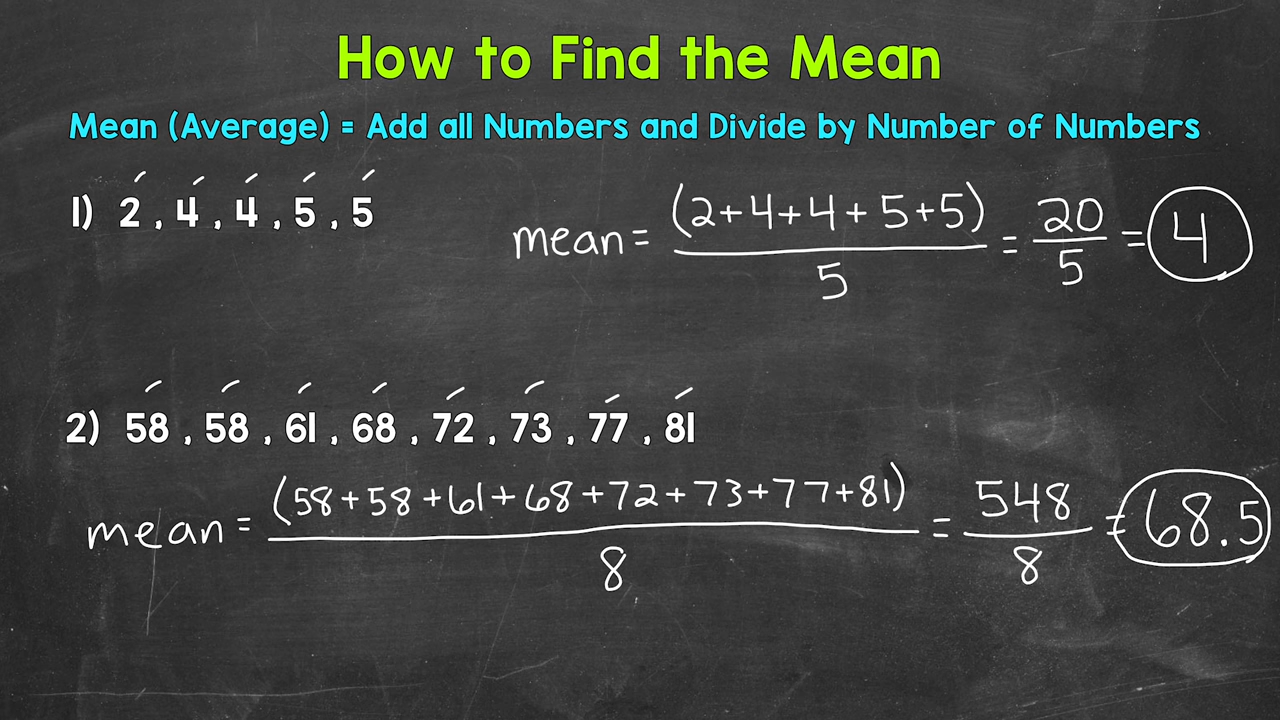 How to Find the Mean
Mean (Average) = Add all Numbers and Divide by Number of Numbers
1) 2 , 4 , 4 , 5 , 5
mean = (2+4+4+5+5) / 5 = 20 / 5 = 4
2) 58 , 58 , 61 , 68 , 72 , 73 , 77 , 81
mean = (58+58+61+68+72+73+77+81) / 8 = 548 / 8 = 68.5